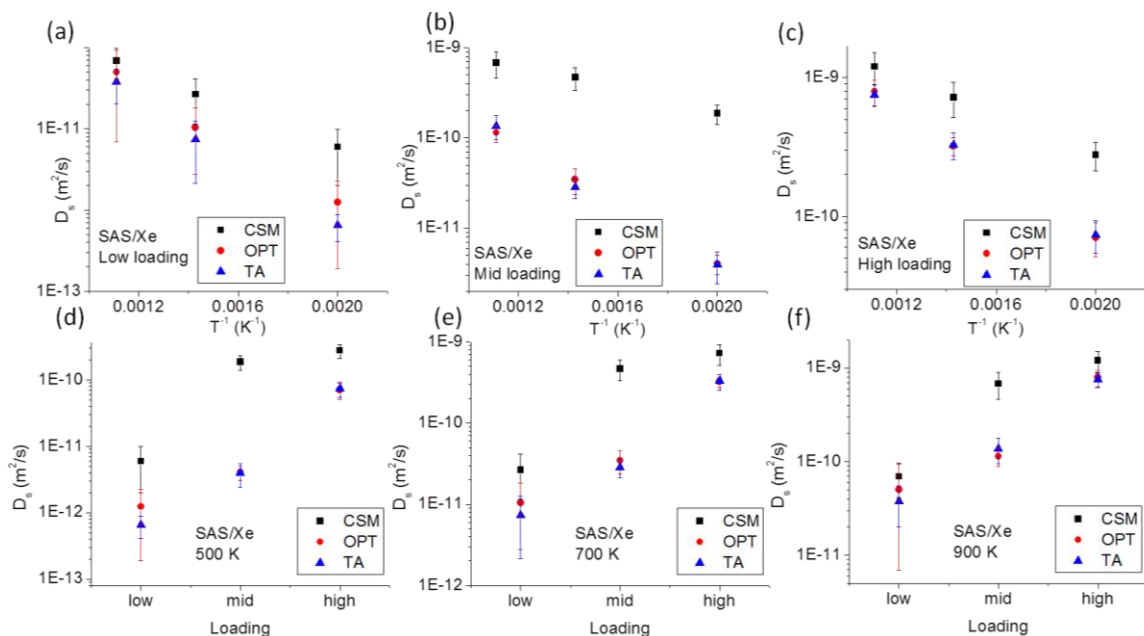 (a)
1E-11
1E-13
D_s (m²/s)
SAS/Xe
Low loading
CSM
OPT
TA
0.0012
0.0016
0.0020
(b)
1E-9
1E-10
1E-11
D_s (m²/s)
SAS/Xe
Mid loading
CSM
OPT
TA
0.0012
0.0016
0.0020
T⁻¹ (K⁻¹)
(c)
1E-9
1E-10
D_s (m²/s)
SAS/Xe
High loading
CSM
OPT
TA
0.0012
0.0016
0.0020
T⁻¹ (K⁻¹)
T⁻¹ (K⁻¹)
(d)
1E-10
1E-11
1E-12
1E-13
D_s (m²/s)
SAS/Xe
500 K
CSM
OPT
TA
low
mid
high
Loading
(e)
1E-9
1E-10
1E-11
1E-12
D_s (m²/s)
SAS/Xe
700 K
CSM
OPT
TA
low
mid
high
Loading
(f)
1E-9
1E-10
1E-11
D_s (m²/s)
SAS/Xe
900 K
CSM
OPT
TA
low
mid
high
Loading